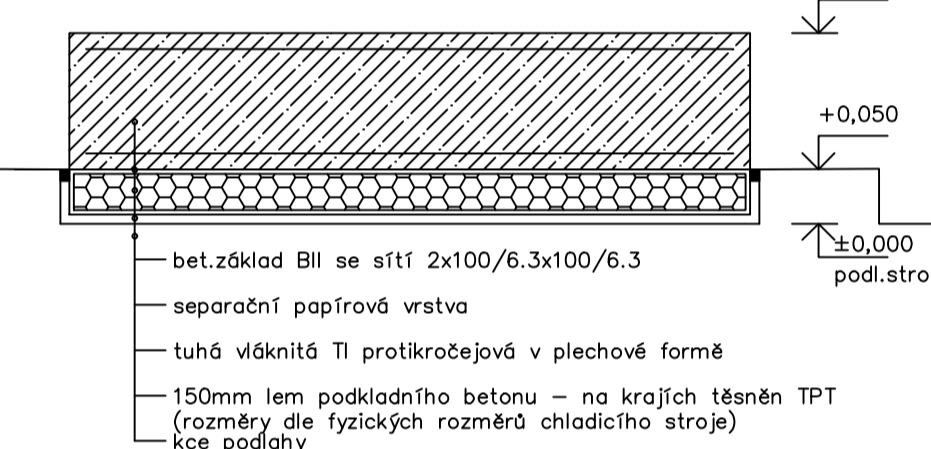 +0,050
±0,000
podl.stro
bet.základ BII se sítí 2x100/6.3x100/6.3
separační papírová vrstva
tuhá vláknitá TI protikročejová v plechové formě
150mm lem podkladního betonu – na krajích těsněn TPT
(rozměry dle fyzických rozměrů chladicího stroje)
kce podlahy